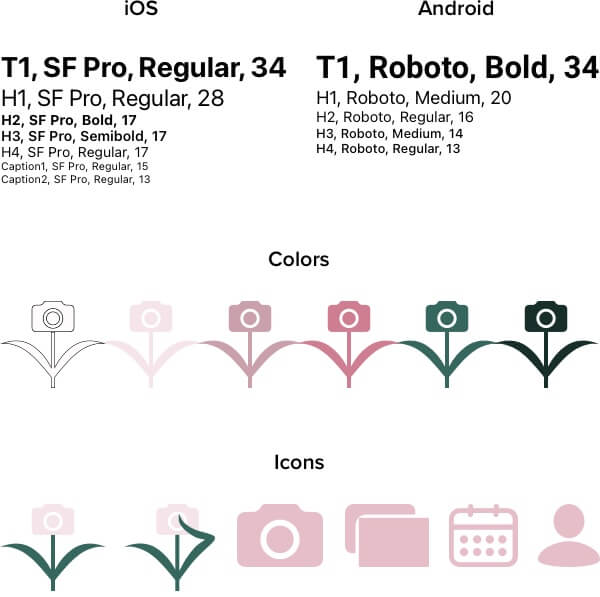 iOS
T1, SF Pro, Regular, 34
H1, SF Pro, Regular, 28
H2, SF Pro, Bold, 17
H3, SF Pro, Semibold, 17
H4, SF Pro, Regular, 17
Caption1, SF Pro, Regular, 15
Caption2, SF Pro, Regular, 13
Android
T1, Roboto, Bold, 34
H1, Roboto, Medium, 20
H2, Roboto, Regular, 16
H3, Roboto, Medium, 14
H4, Roboto, Regular, 13
Colors
Icons